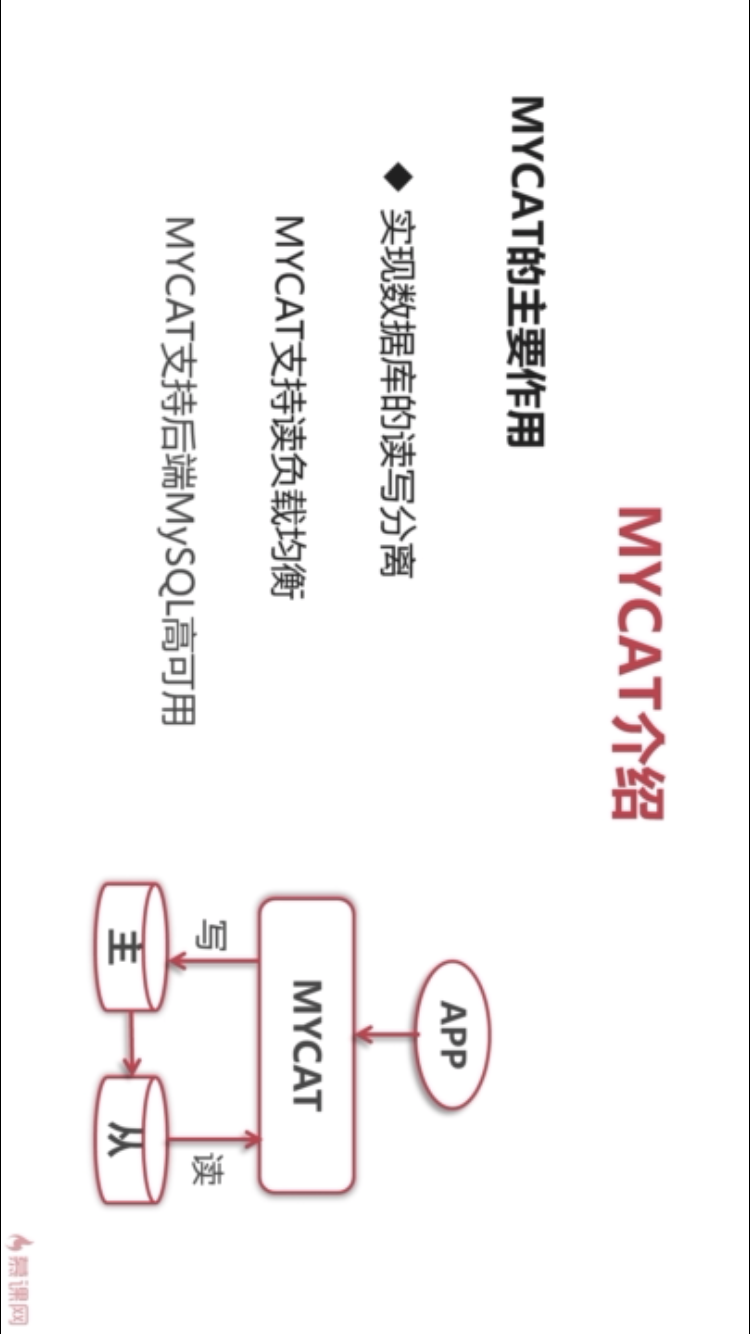 MYCAT介绍
MYCAT的主要作用
◆ 实现数据库的读写分离
MYCAT支持读负载均衡
MYCAT支持后端MySQL高可用
APP
MYCAT
写
读
主
从
慕课网